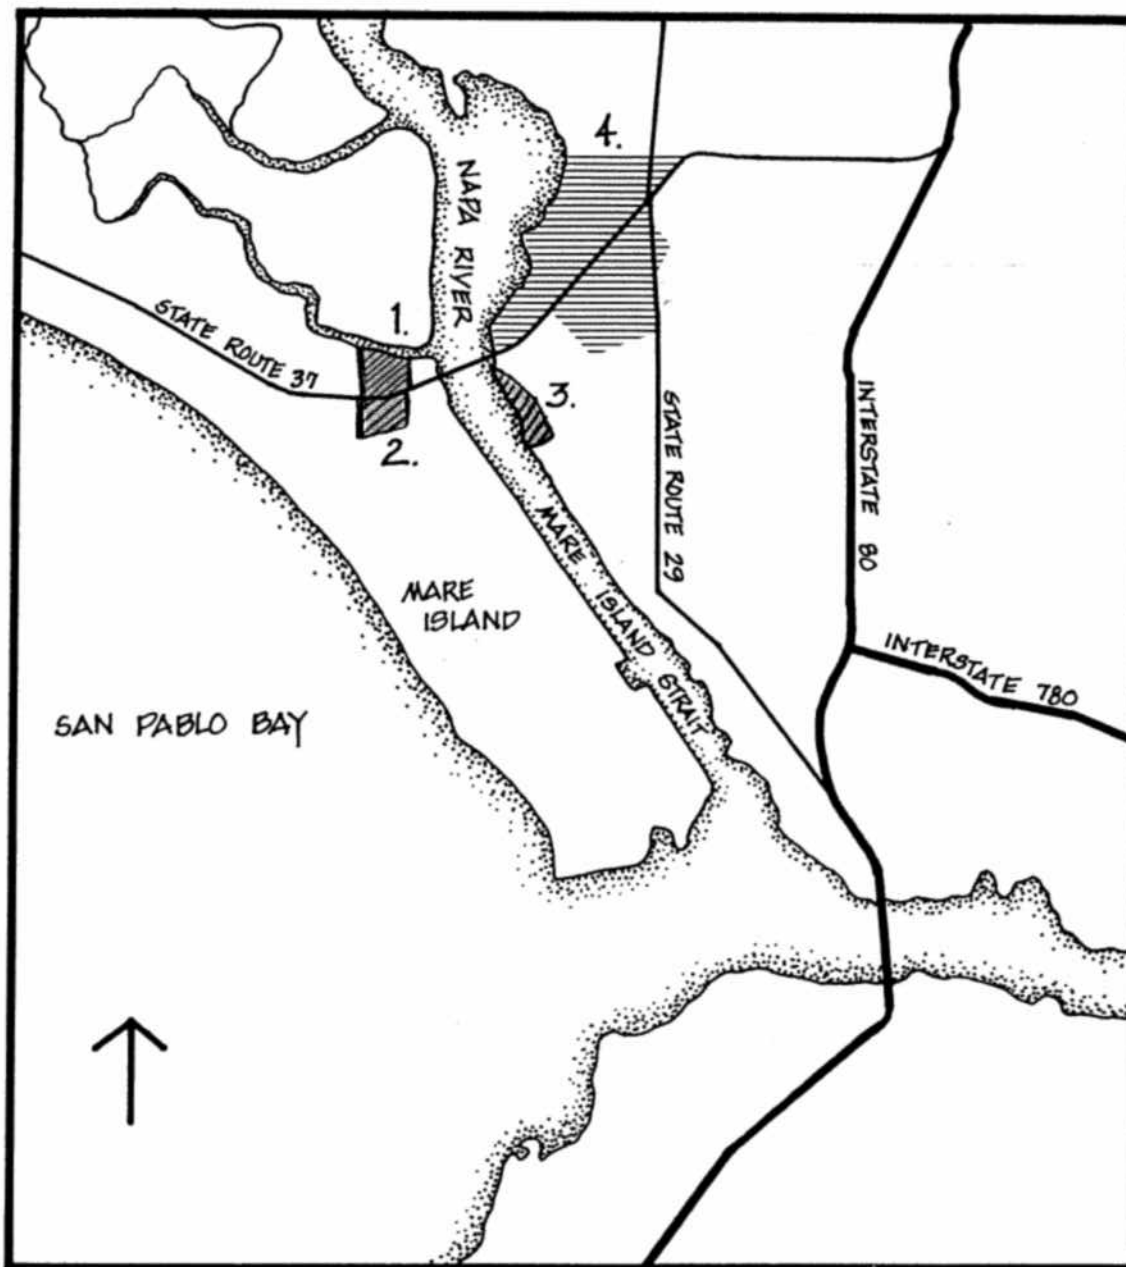 4.
NAPA RIVER
1.
STATE ROUTE 37
3.
2.
STATE ROUTE 29
INTERSTATE 80
MARE ISLAND STRAIT
MARE
ISLAND
INTERSTATE 780
SAN PABLO BAY